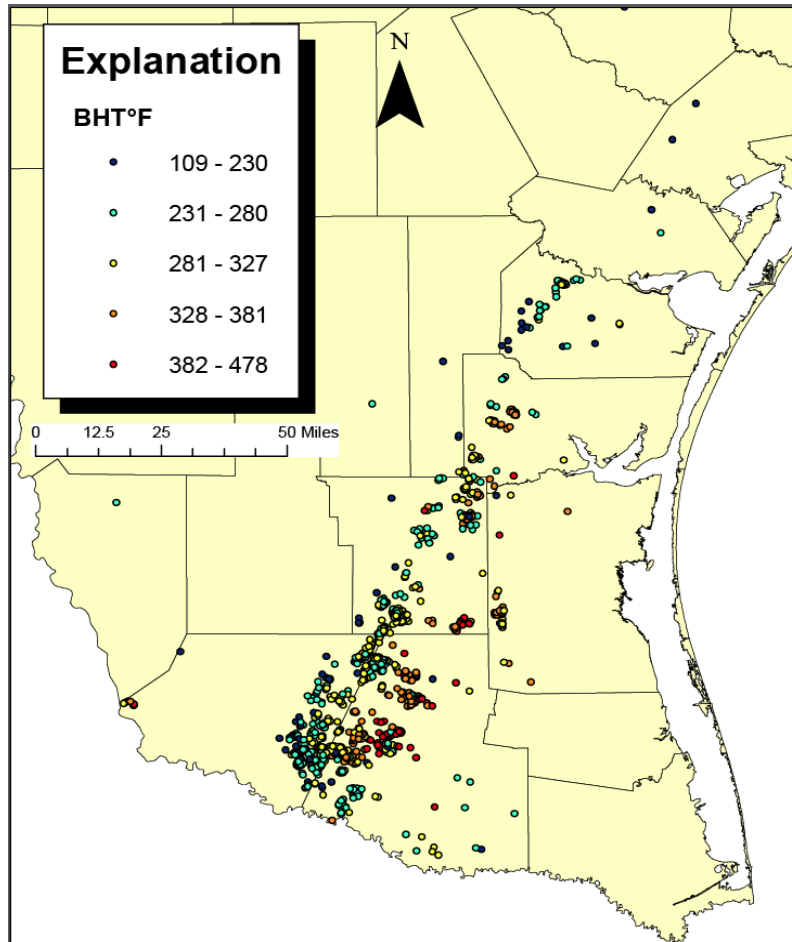 Explanation
BHT°F
109 - 230
231 - 280
281 - 327
328 - 381
382 - 478
N
0 12.5 25 50 Miles